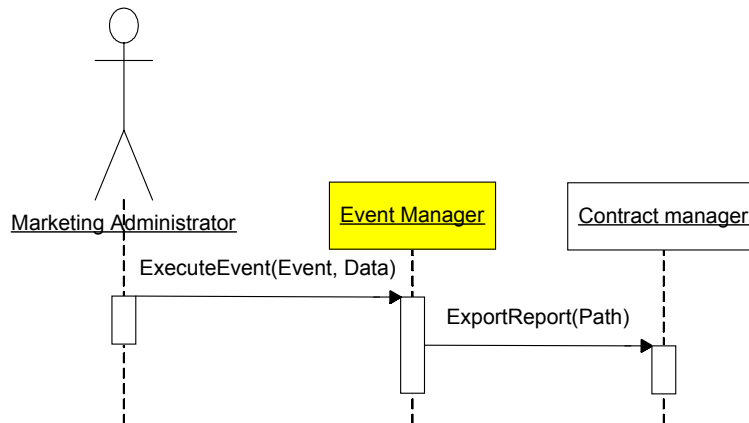 Marketing Administrator
Event Manager
Contract manager
ExecuteEvent(Event, Data)
ExportReport(Path)